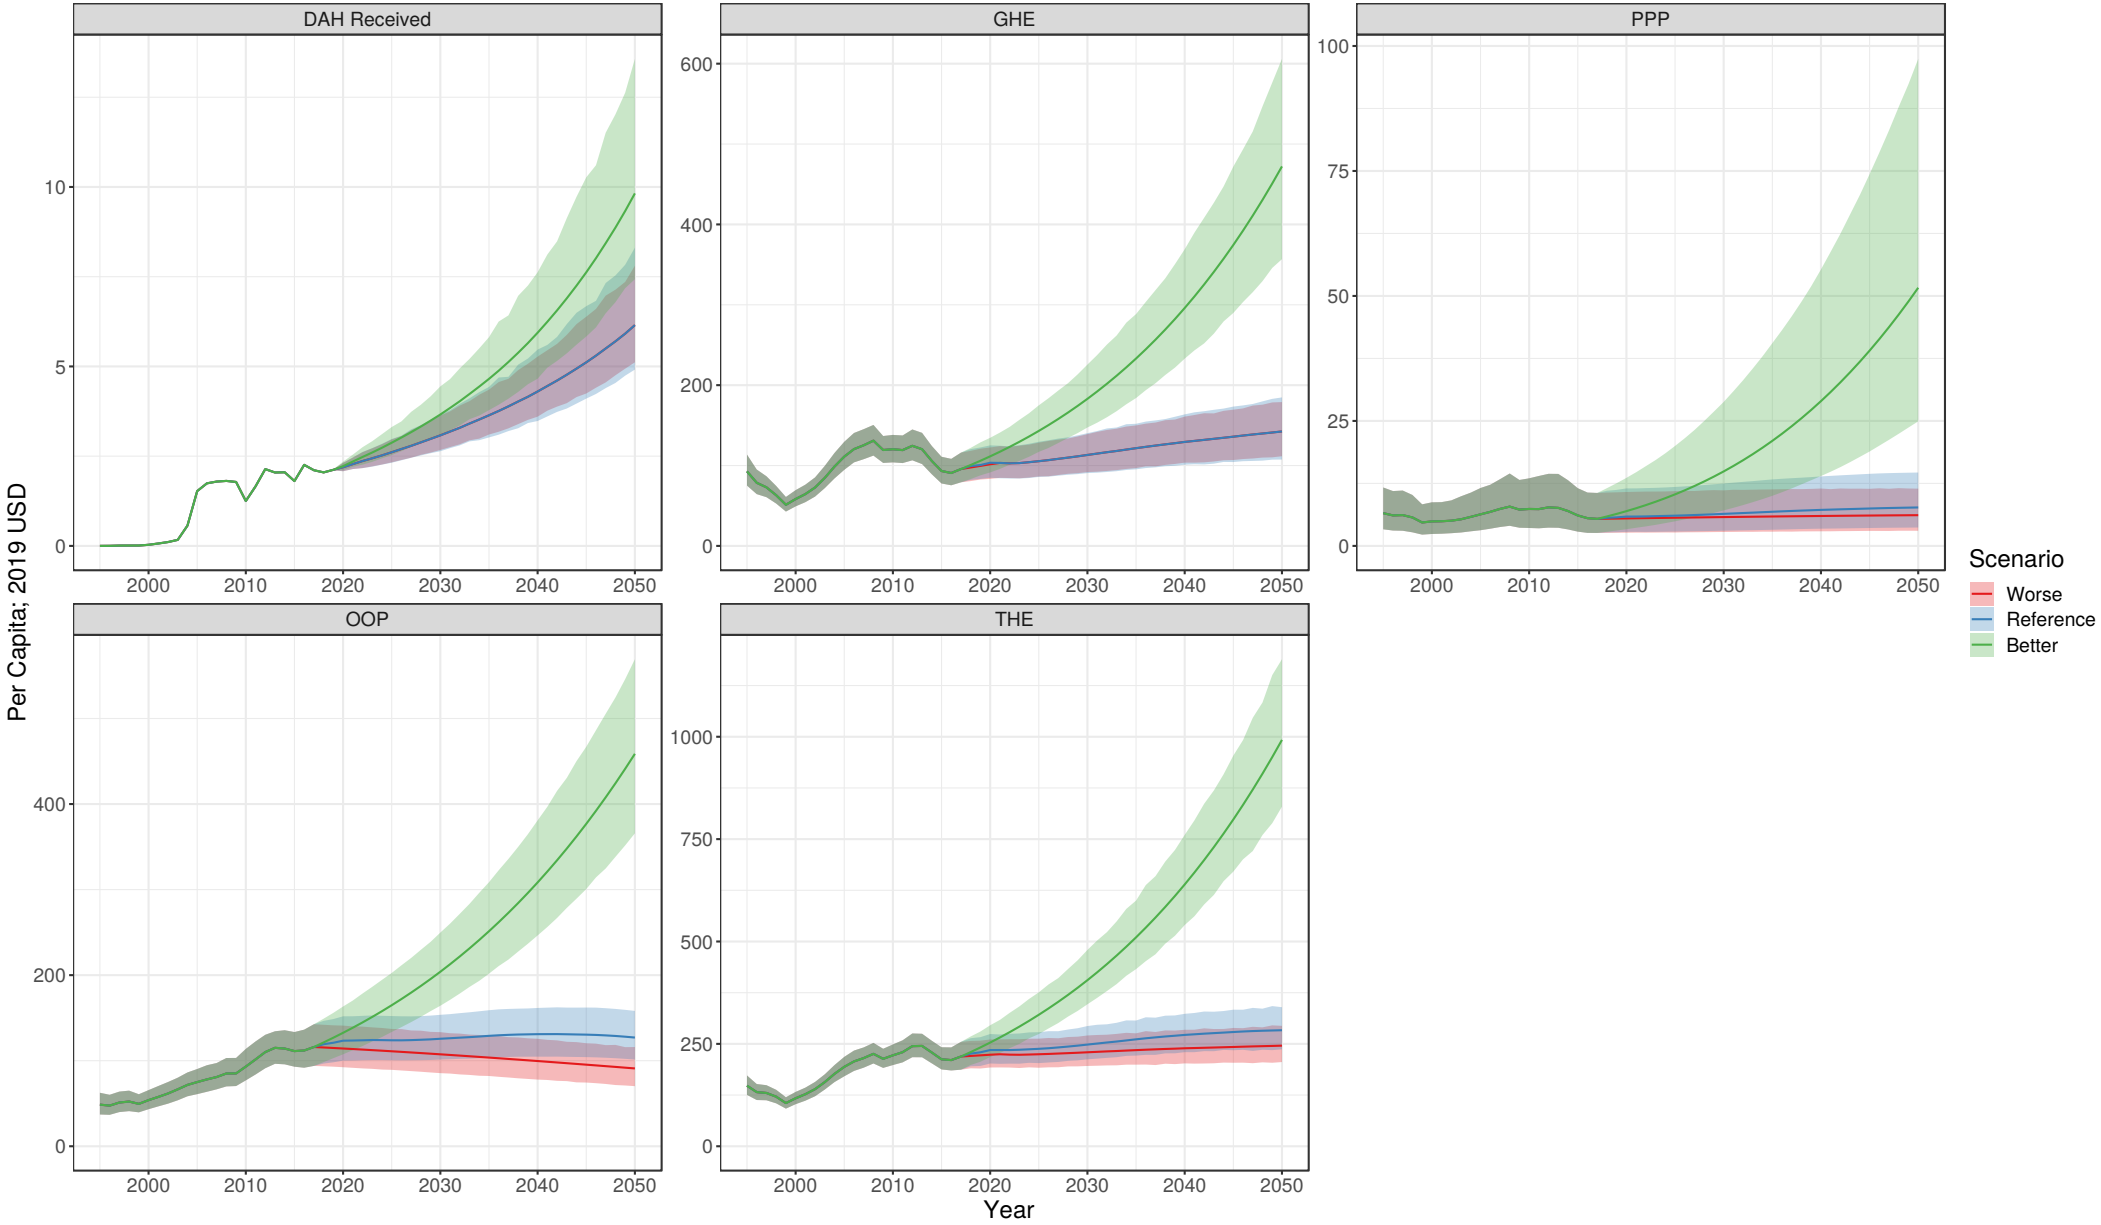 DAH Received
GHE
PPP
10
5
0
2000 2010 2020 2030 2040 2050
600
400
200
0
2000 2010 2020 2030 2040 2050
100
75
50
25
0
2000 2010 2020 2030 2040 2050
OOP
THE
400
200
0
2000 2010 2020 2030 2040 2050
1000
750
500
250
0
2000 2010 2020 2030 2040 2050
Per Capita; 2019 USD
Year
Scenario
Worse
Reference
Better